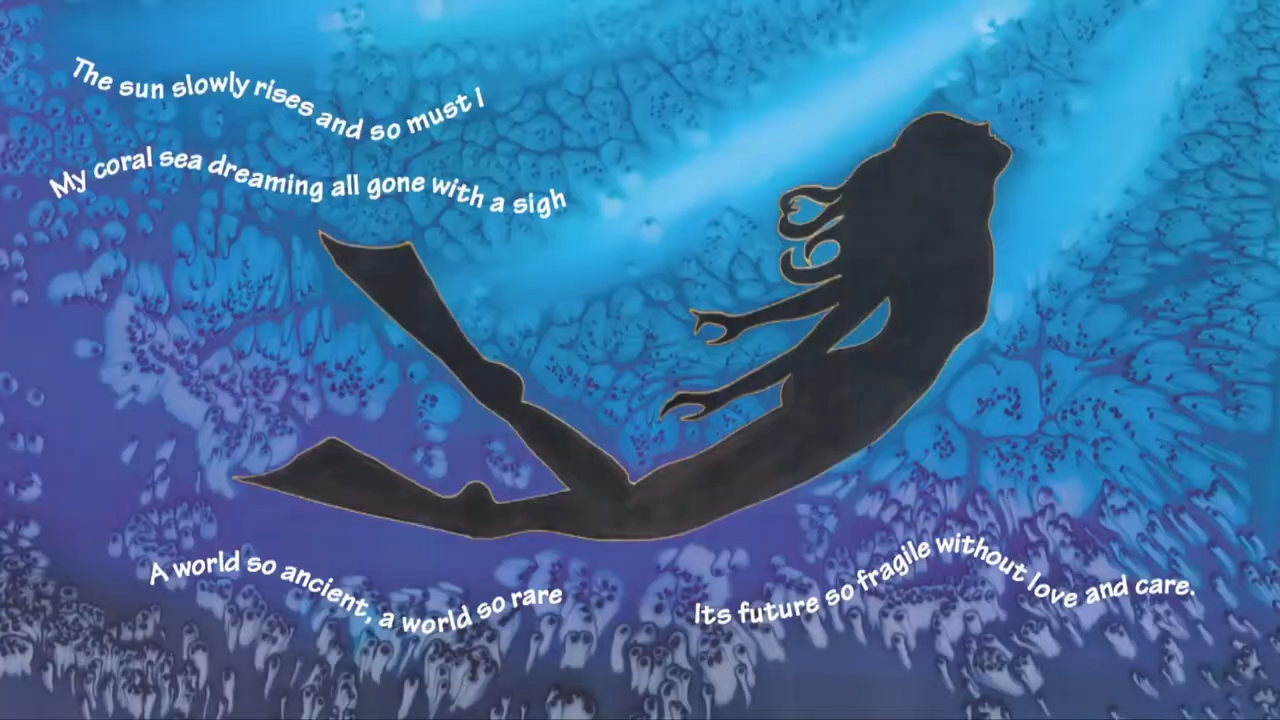 The sun slowly rises and so must I
My coral sea dreaming all gone with a sigh
A world so ancient, a world so rare
Its future so fragile without love and care.